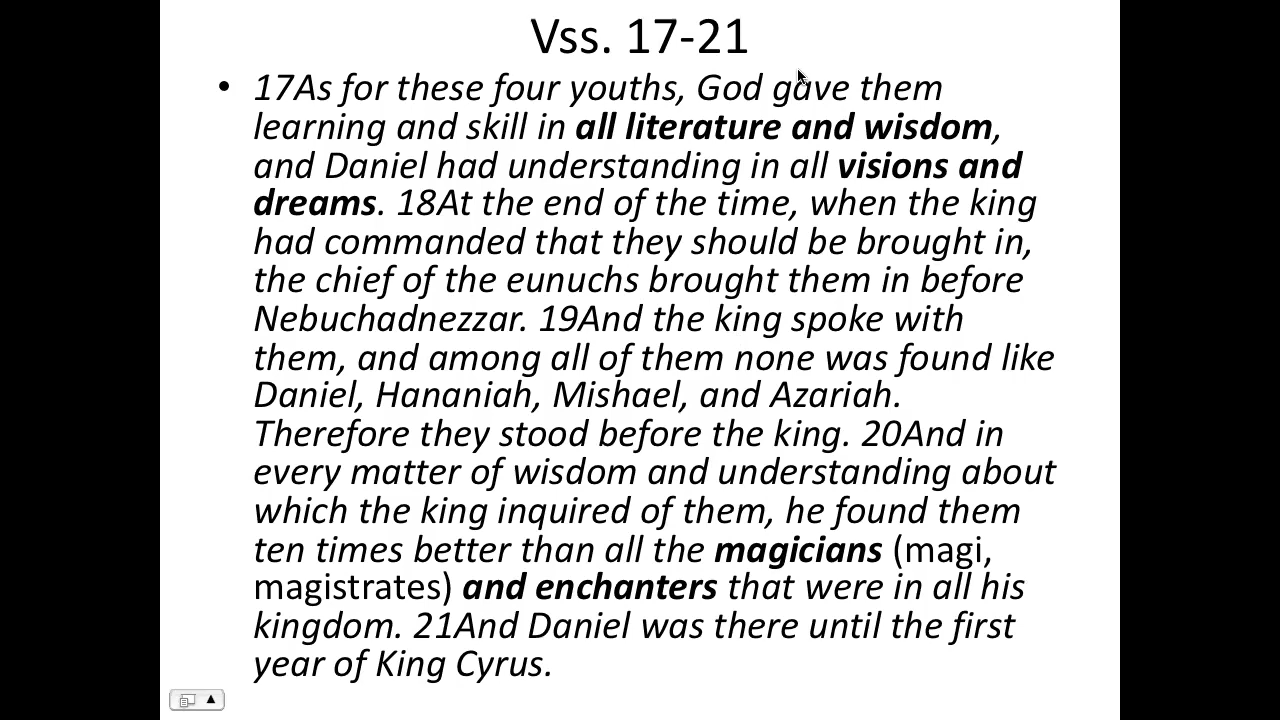 Vss. 17-21
• 17As for these four youths, God gave them
learning and skill in all literature and wisdom,
and Daniel had understanding in all visions and
dreams. 18At the end of the time, when the king
had commanded that they should be brought in,
the chief of the eunuchs brought them in before
Nebuchadnezzar. 19And the king spoke with
them, and among all of them none was found like
Daniel, Hananiah, Mishael, and Azariah.
Therefore they stood before the king. 20And in
every matter of wisdom and understanding about
which the king inquired of them, he found them
ten times better than all the magicians (magi,
magistrates) and enchanters that were in all his
kingdom. 21And Daniel was there until the first
year of King Cyrus.